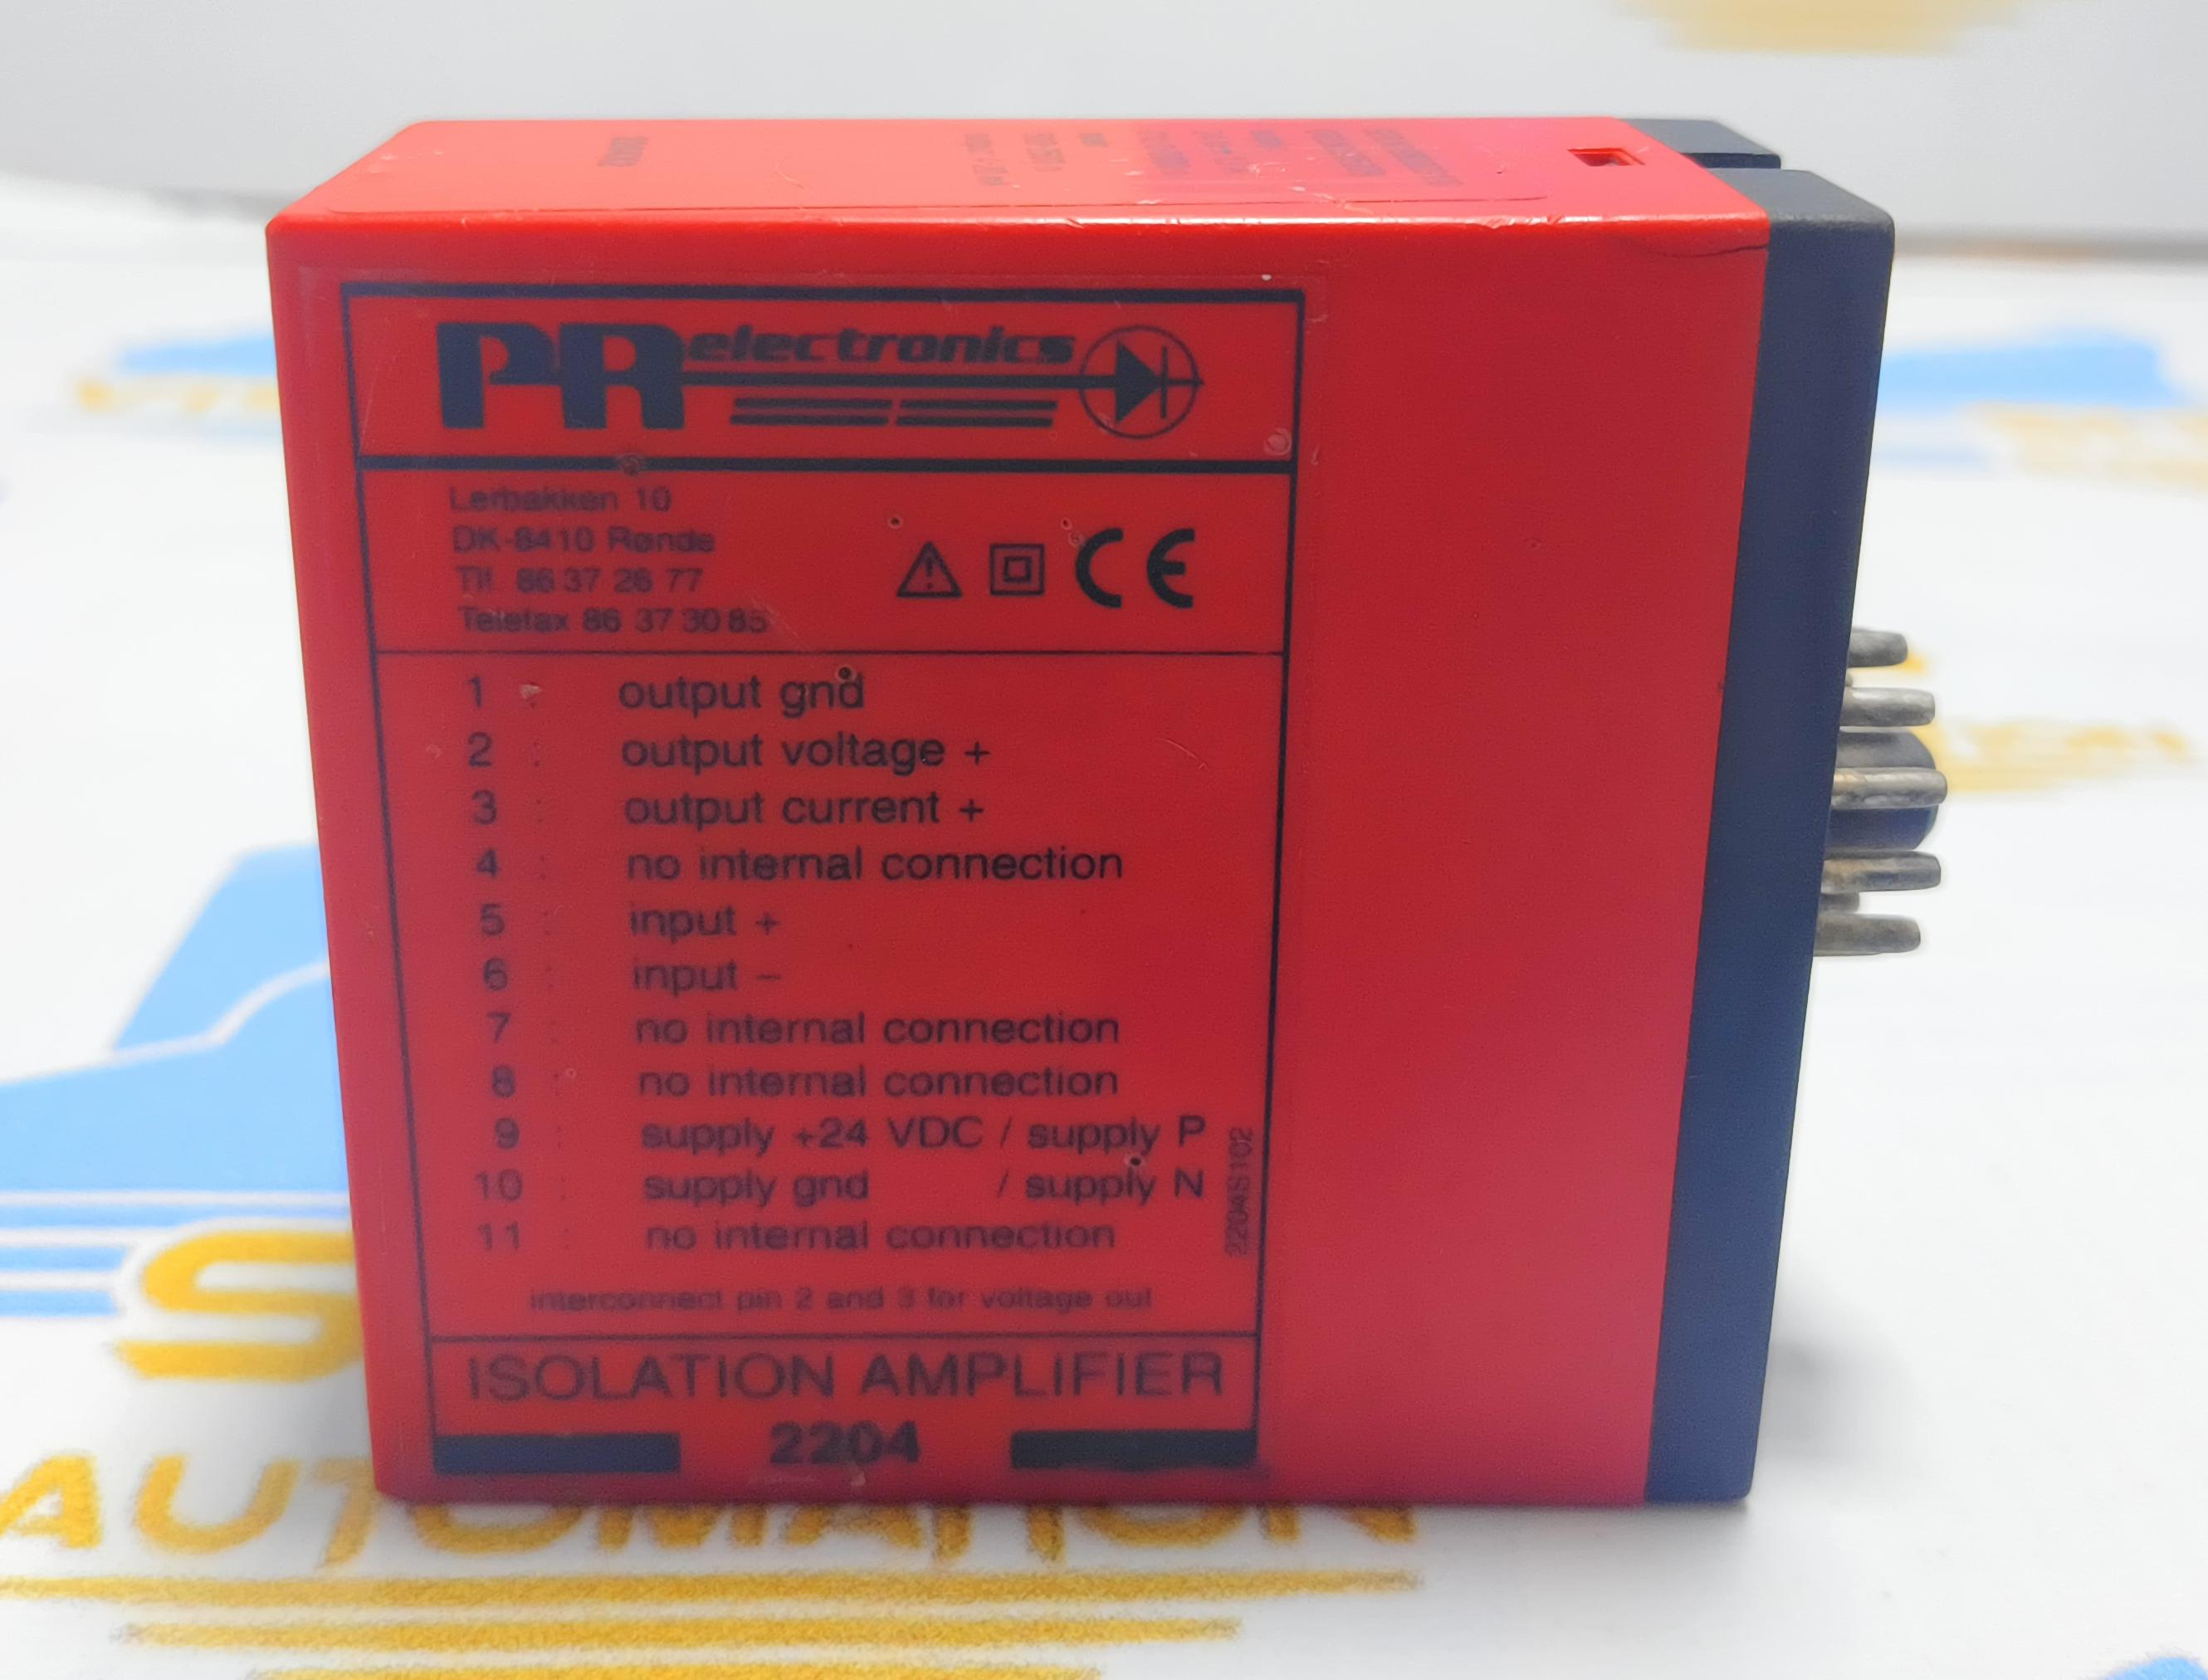 PR electronics
Lerbakken 10
DK-8410 Rønde
Tlf. 86 37 26 77
Telefax 86 37 30 85
CE
1 : output gnd
2 : output voltage +
3 : output current +
4 : no internal connection
5 : input +
6 : input –
7 : no internal connection
8 : no internal connection
9 : supply +24 VDC / supply P
10 : supply gnd / supply N
11 : no internal connection
2204S102
interconnect pin 2 and 3 for voltage out
ISOLATION AMPLIFIER
2204
AUTOMATION